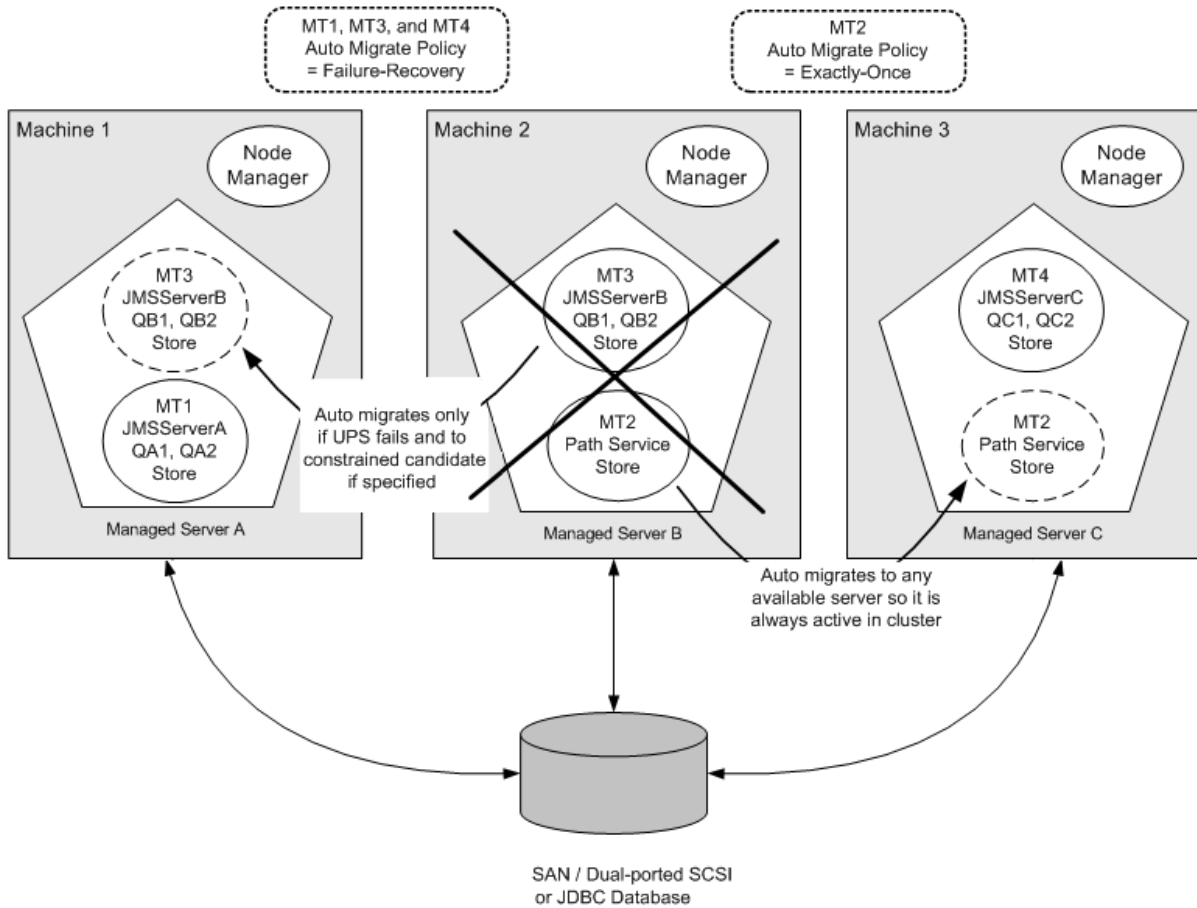 MT1, MT3, and MT4
Auto Migrate Policy
= Failure-Recovery
MT2
Auto Migrate Policy
= Exactly-Once
Machine 1
Node
Manager
MT3
JMSServerB
QB1, QB2
Store
MT1
JMSServerA
QA1, QA2
Store
Managed Server A
Auto migrates only
if UPS fails and to
constrained candidate
if specified
Machine 2
Node
Manager
MT3
JMSServerB
QB1, QB2
Store
MT2
Path Service
Store
Managed Server B
Machine 3
Node
Manager
MT4
JMSServerC
QC1, QC2
Store
MT2
Path Service
Store
Managed Server C
Auto migrates to any
available server so it is
always active in cluster
SAN / Dual-ported SCSI
or JDBC Database